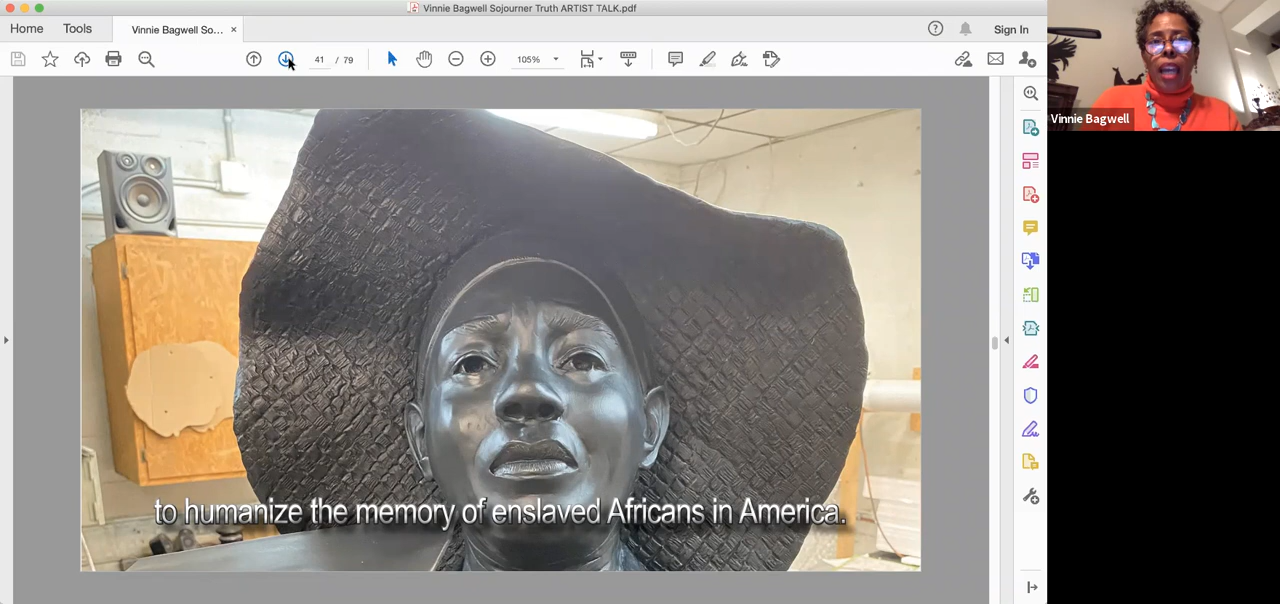 Vinnie Bagwell Sojourner Truth ARTIST TALK.pdf
Home Tools Vinnie Bagwell So... × Sign In
41 / 79 105%
Vinnie Bagwell
to humanize the memory of enslaved Africans in America.